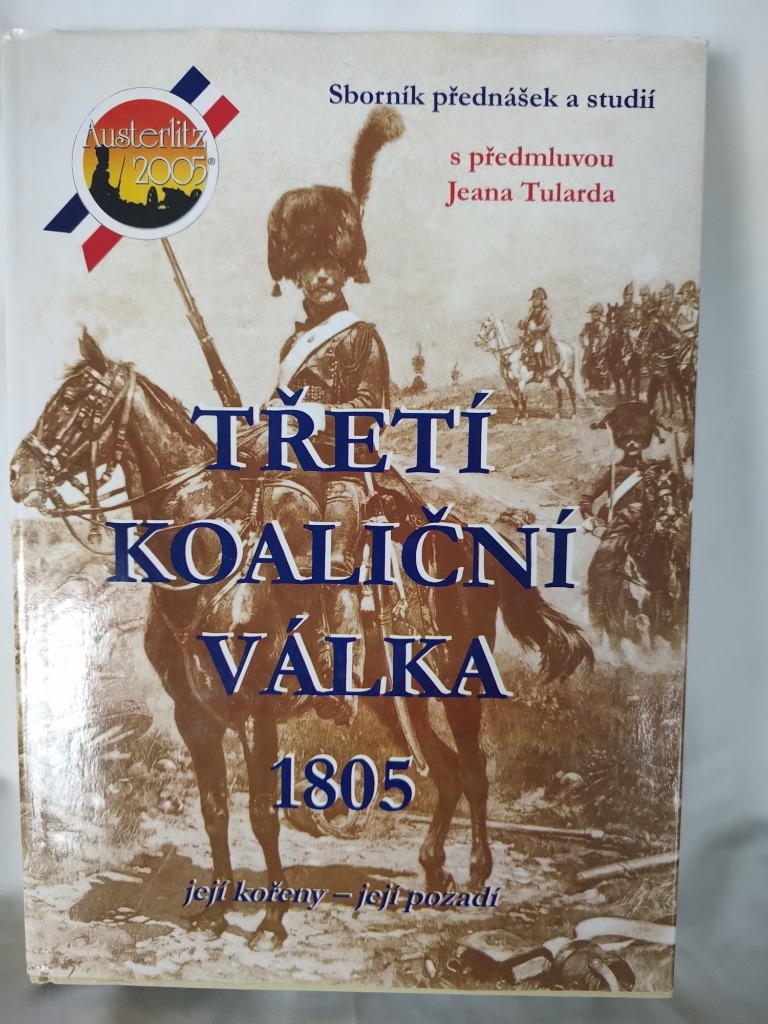 Sborník přednášek a studií
s předmluvou
Jeana Tularda
Austerlitz
2005®
TŘETÍ
KOALIČNÍ
VÁLKA
1805
její kořeny – její pozadí